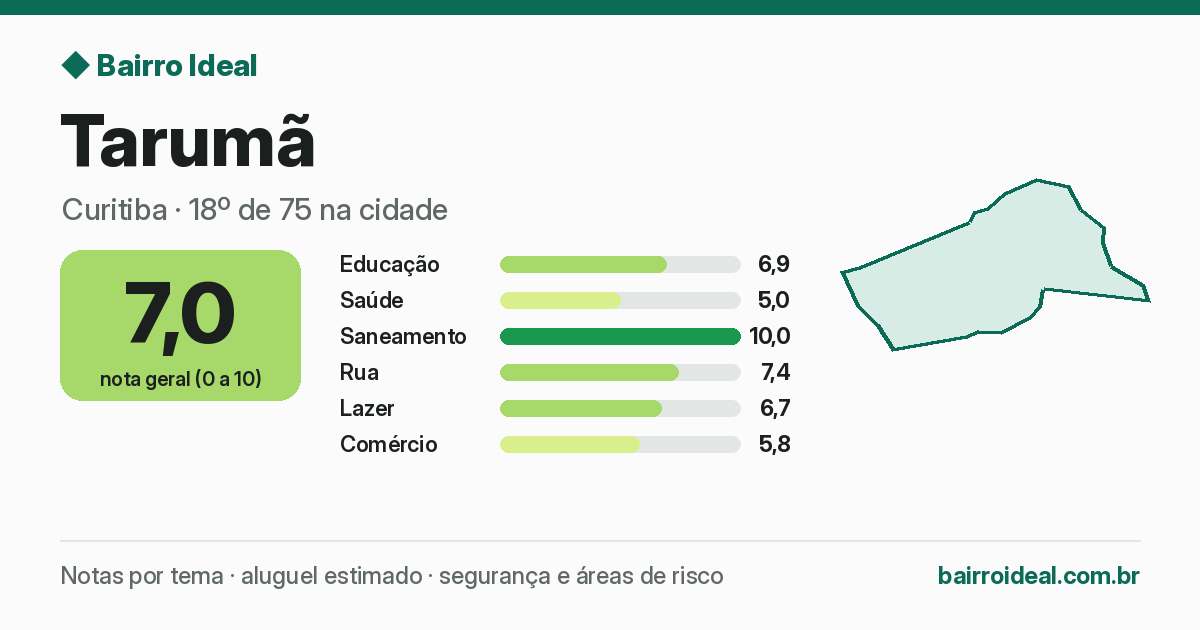 Bairro Ideal
Tarumã
Curitiba · 18º de 75 na cidade
7,0
nota geral (0 a 10)
Educação 6,9
Saúde 5,0
Saneamento 10,0
Rua 7,4
Lazer 6,7
Comércio 5,8
Notas por tema · aluguel estimado · segurança e áreas de risco
bairroideal.com.br